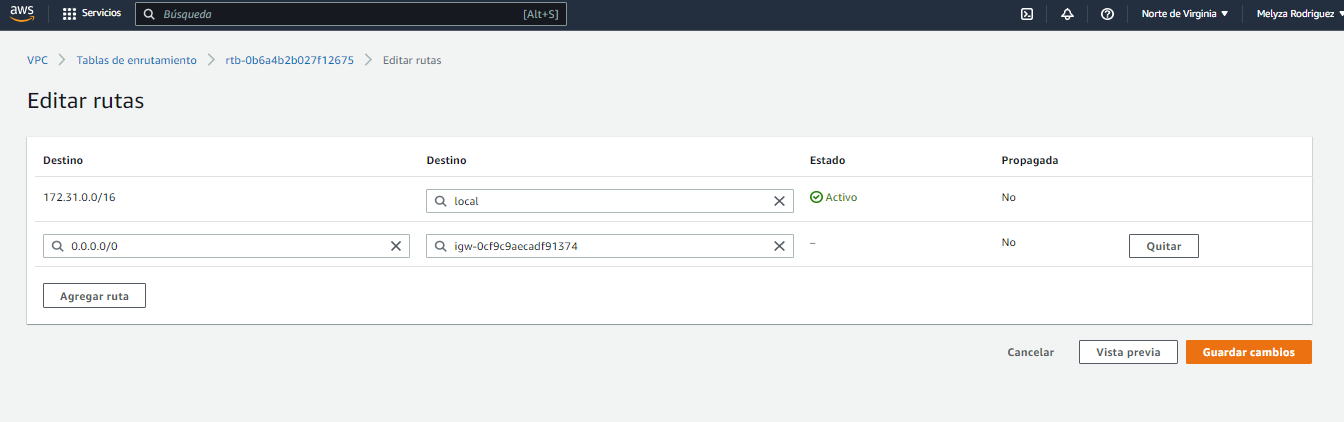 aws Servicios Búsqueda [Alt+S] Norte de Virginia Melyza Rodriguez
VPC Tablas de enrutamiento rtb-0b6a4b2b027f12675 Editar rutas
Editar rutas
Destino Destino Estado Propagada
172.31.0.0/16 local Activo No
0.0.0.0/0 igw-0cf9c9aecadf91374 – No Quitar
Agregar ruta
Cancelar Vista previa Guardar cambios